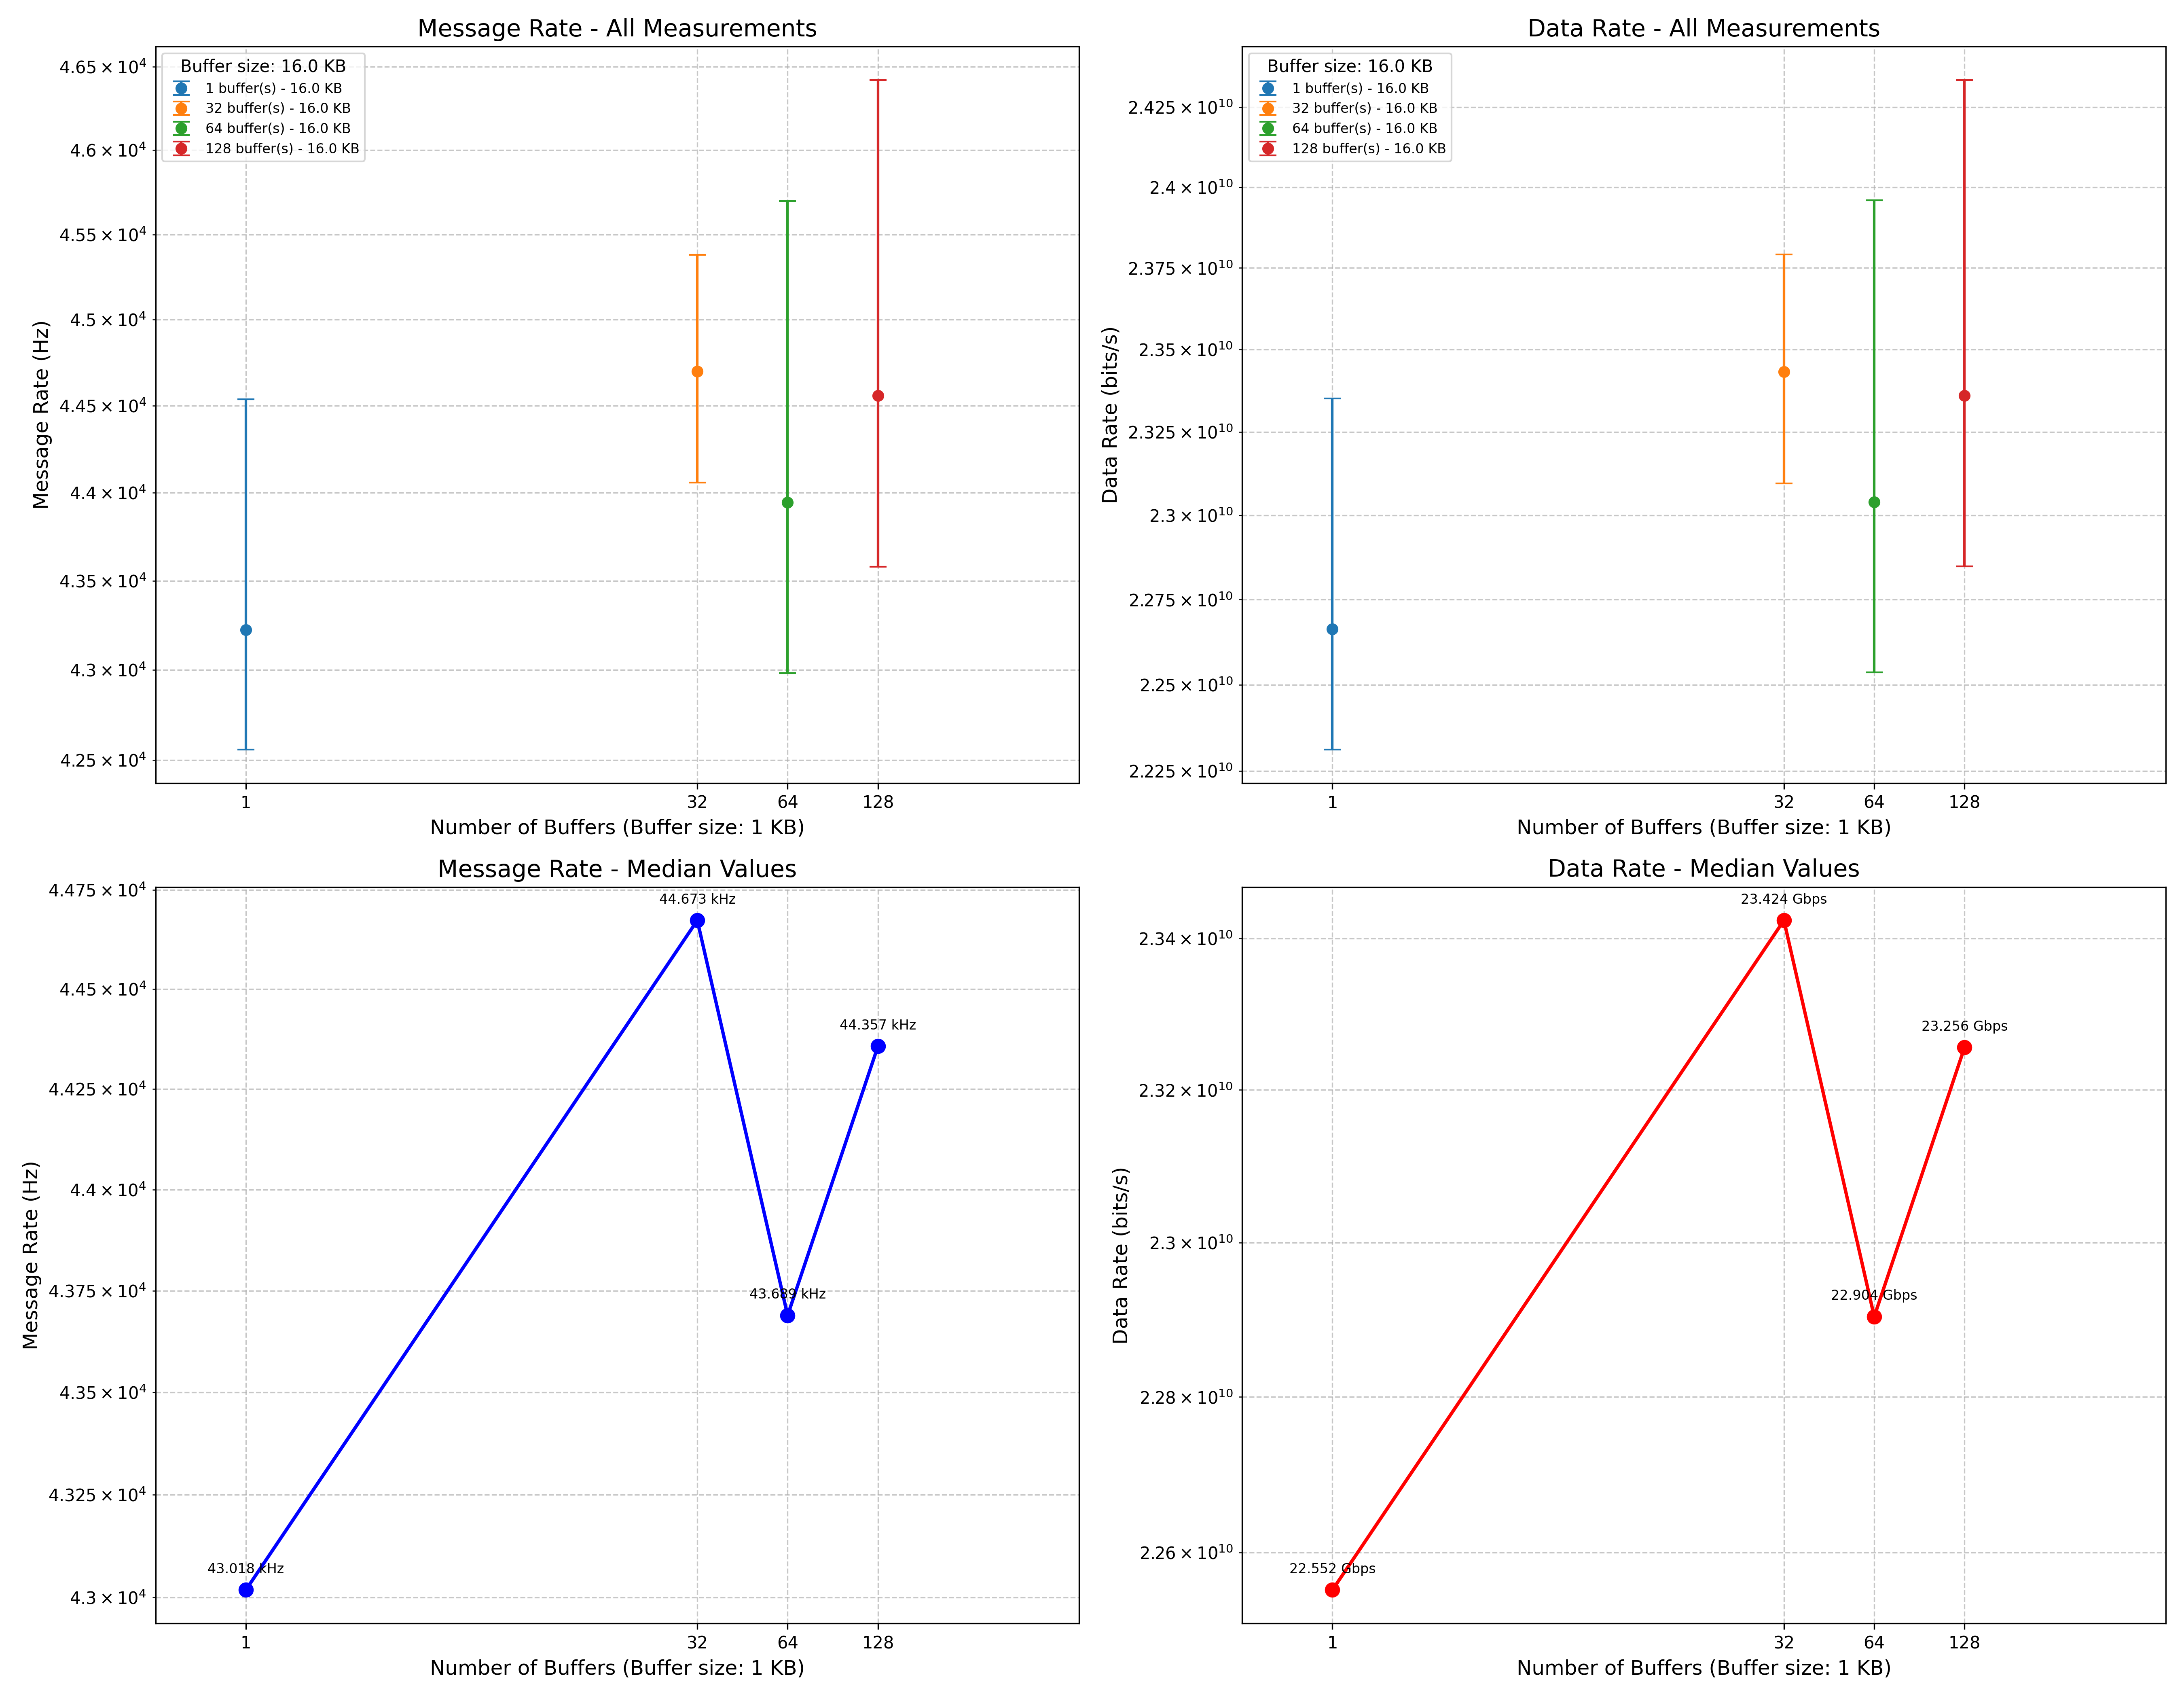 Message Rate - All Measurements
Message Rate (Hz)
4.65 × 10⁴
4.6 × 10⁴
4.55 × 10⁴
4.5 × 10⁴
4.45 × 10⁴
4.4 × 10⁴
4.35 × 10⁴
4.3 × 10⁴
4.25 × 10⁴
Buffer size: 16.0 KB
1 buffer(s) - 16.0 KB
32 buffer(s) - 16.0 KB
64 buffer(s) - 16.0 KB
128 buffer(s) - 16.0 KB
1 32 64 128
Number of Buffers (Buffer size: 1 KB)
Data Rate - All Measurements
Data Rate (bits/s)
2.425 × 10¹⁰
2.4 × 10¹⁰
2.375 × 10¹⁰
2.35 × 10¹⁰
2.325 × 10¹⁰
2.3 × 10¹⁰
2.275 × 10¹⁰
2.25 × 10¹⁰
2.225 × 10¹⁰
Buffer size: 16.0 KB
1 buffer(s) - 16.0 KB
32 buffer(s) - 16.0 KB
64 buffer(s) - 16.0 KB
128 buffer(s) - 16.0 KB
1 32 64 128
Number of Buffers (Buffer size: 1 KB)
Message Rate - Median Values
Message Rate (Hz)
4.475 × 10⁴
4.45 × 10⁴
4.425 × 10⁴
4.4 × 10⁴
4.375 × 10⁴
4.35 × 10⁴
4.325 × 10⁴
4.3 × 10⁴
44.673 kHz
44.357 kHz
43.689 kHz
43.018 kHz
1 32 64 128
Number of Buffers (Buffer size: 1 KB)
Data Rate - Median Values
Data Rate (bits/s)
2.34 × 10¹⁰
2.32 × 10¹⁰
2.3 × 10¹⁰
2.28 × 10¹⁰
2.26 × 10¹⁰
23.424 Gbps
23.256 Gbps
22.904 Gbps
22.552 Gbps
1 32 64 128
Number of Buffers (Buffer size: 1 KB)